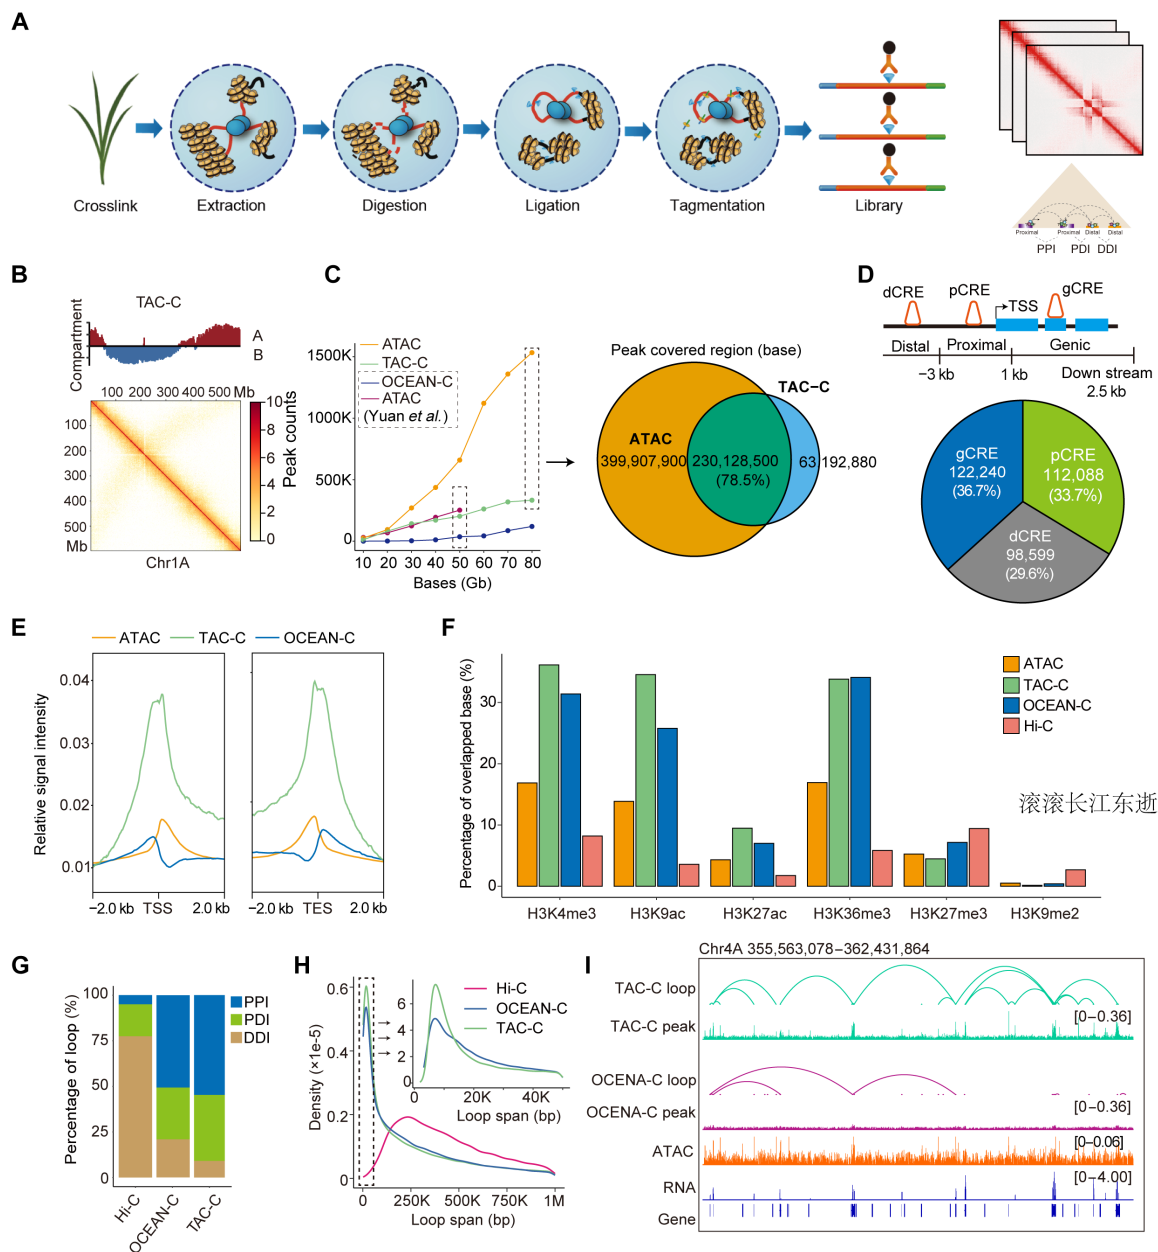 A
Crosslink
Extraction
Digestion
Ligation
Tagmentation
Library
Proximal Proximal Distal Distal
PPI PDI DDI
B
TAC-C
Compartment
A
B
100 200 400 500 Mb
100
200
400
500
Mb
Chr1A
Peak counts
10
8
6
4
2
0
C
ATAC
TAC-C
OCEAN-C
ATAC
(Yuan et al.)
1500K
1000K
500K
0
10 20 30 40 50 60 70 80
Bases (Gb)
Peak covered region (base)
TAC-C
ATAC
399,907,900
230,128,500
(78.5%)
63,192,880
D
dCRE
pCRE
gCRE
TSS
Distal
Proximal
Genic
−3 kb
1 kb
Down stream
2.5 kb
gCRE
122,240
(36.7%)
pCRE
112,088
(33.7%)
dCRE
98,599
(29.6%)
E
ATAC TAC-C OCEAN-C
Relative signal intensity
0.04
0.03
0.02
0.01
−2.0 kb TSS 2.0 kb
−2.0 kb TES 2.0 kb
F
Percentage of overlapped base (%)
30
20
10
0
H3K4me3 H3K9ac H3K27ac H3K36me3 H3K27me3 H3K9me2
ATAC
TAC-C
OCEAN-C
Hi-C
滚滚长江东逝
G
Percentage of loop (%)
100
75
50
25
0
Hi-C
OCEAN-C
TAC-C
PPI
PDI
DDI
H
Density (×1e-5)
0.6
0.4
0.2
0
0 250K 500K 750K 1M
Loop span (bp)
Hi-C
OCEAN-C
TAC-C
6
4
2
0
0 20K 40K
Loop span (bp)
I
Chr4A 355,563,078−362,431,864
TAC-C loop
TAC-C peak
[0−0.36]
OCENA-C loop
OCENA-C peak
[0−0.36]
ATAC
[0−0.06]
RNA
[0−4.00]
Gene